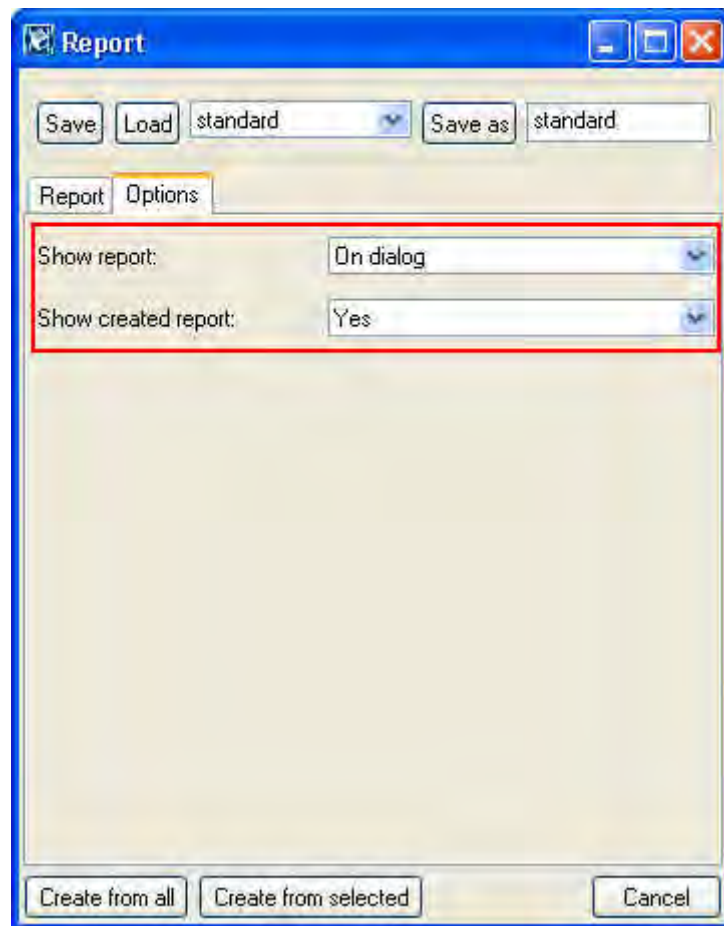 Report
Save Load standard Save as standard
Report Options
Show report: On dialog
Show created report: Yes
Create from all Create from selected Cancel